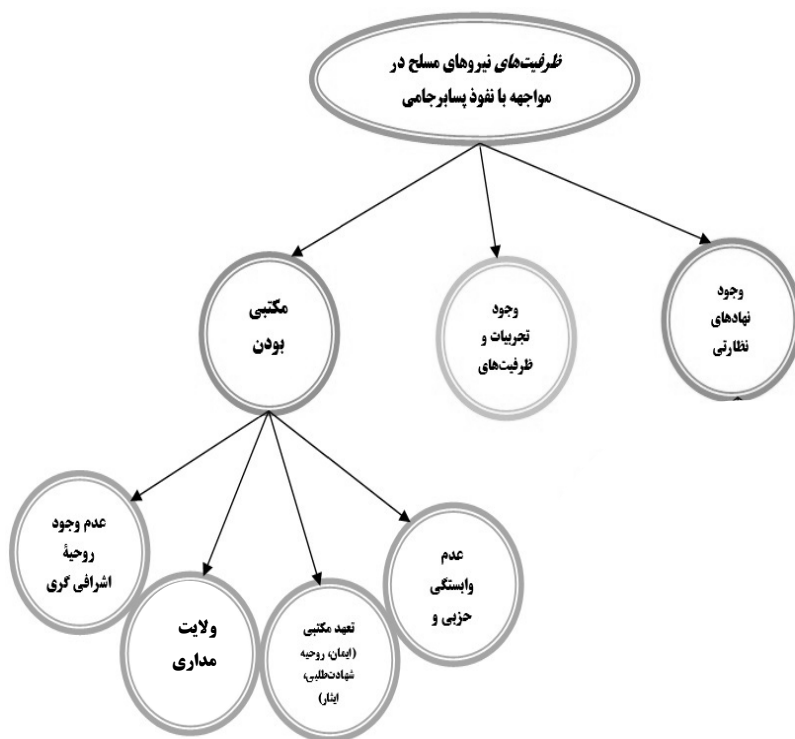 ظرفیت‌های نیروهای مسلح در
مواجهه با نفوذ پسابرجامی
وجود
نهادهای
نظارتی
وجود
تجربیات و
ظرفیت‌های
مکتبی
بودن
عدم
وابستگی
حزبی و
تعهد مکتبی
(ایمان، روحیه
شهادت‌طلبی،
ایثار)
ولایت
مداری
عدم وجود
روحیۀ
اشرافی گری